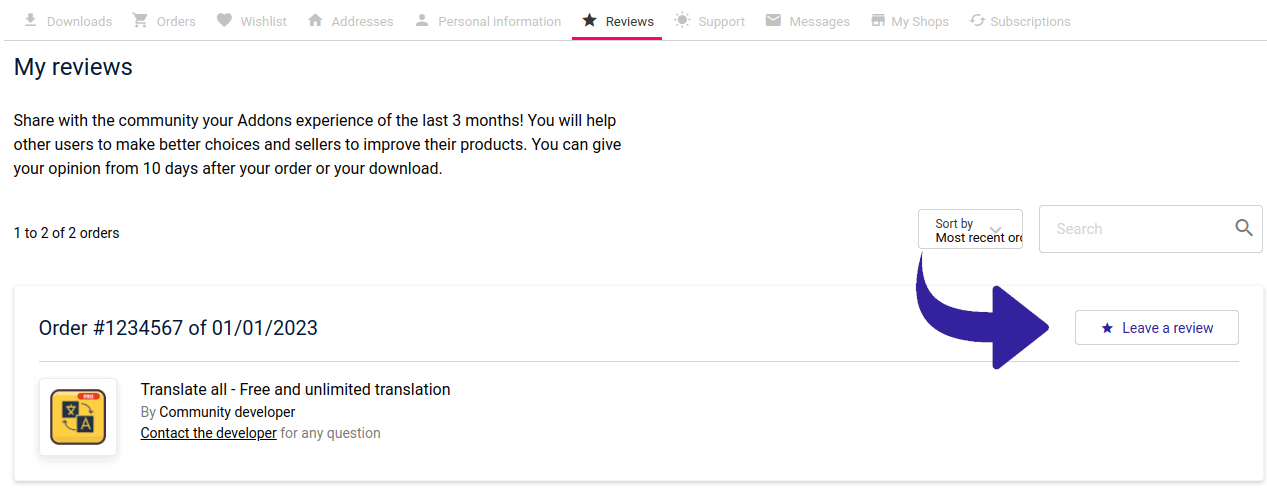 Downloads Orders Wishlist Addresses Personal information Reviews Support Messages My Shops Subscriptions
My reviews
Share with the community your Addons experience of the last 3 months! You will help
other users to make better choices and sellers to improve their products. You can give
your opinion from 10 days after your order or your download.
1 to 2 of 2 orders
Sort by
Most recent ord
Search
Order #1234567 of 01/01/2023
Leave a review
PRO
文
A
Translate all - Free and unlimited translation
By Community developer
Contact the developer for any question